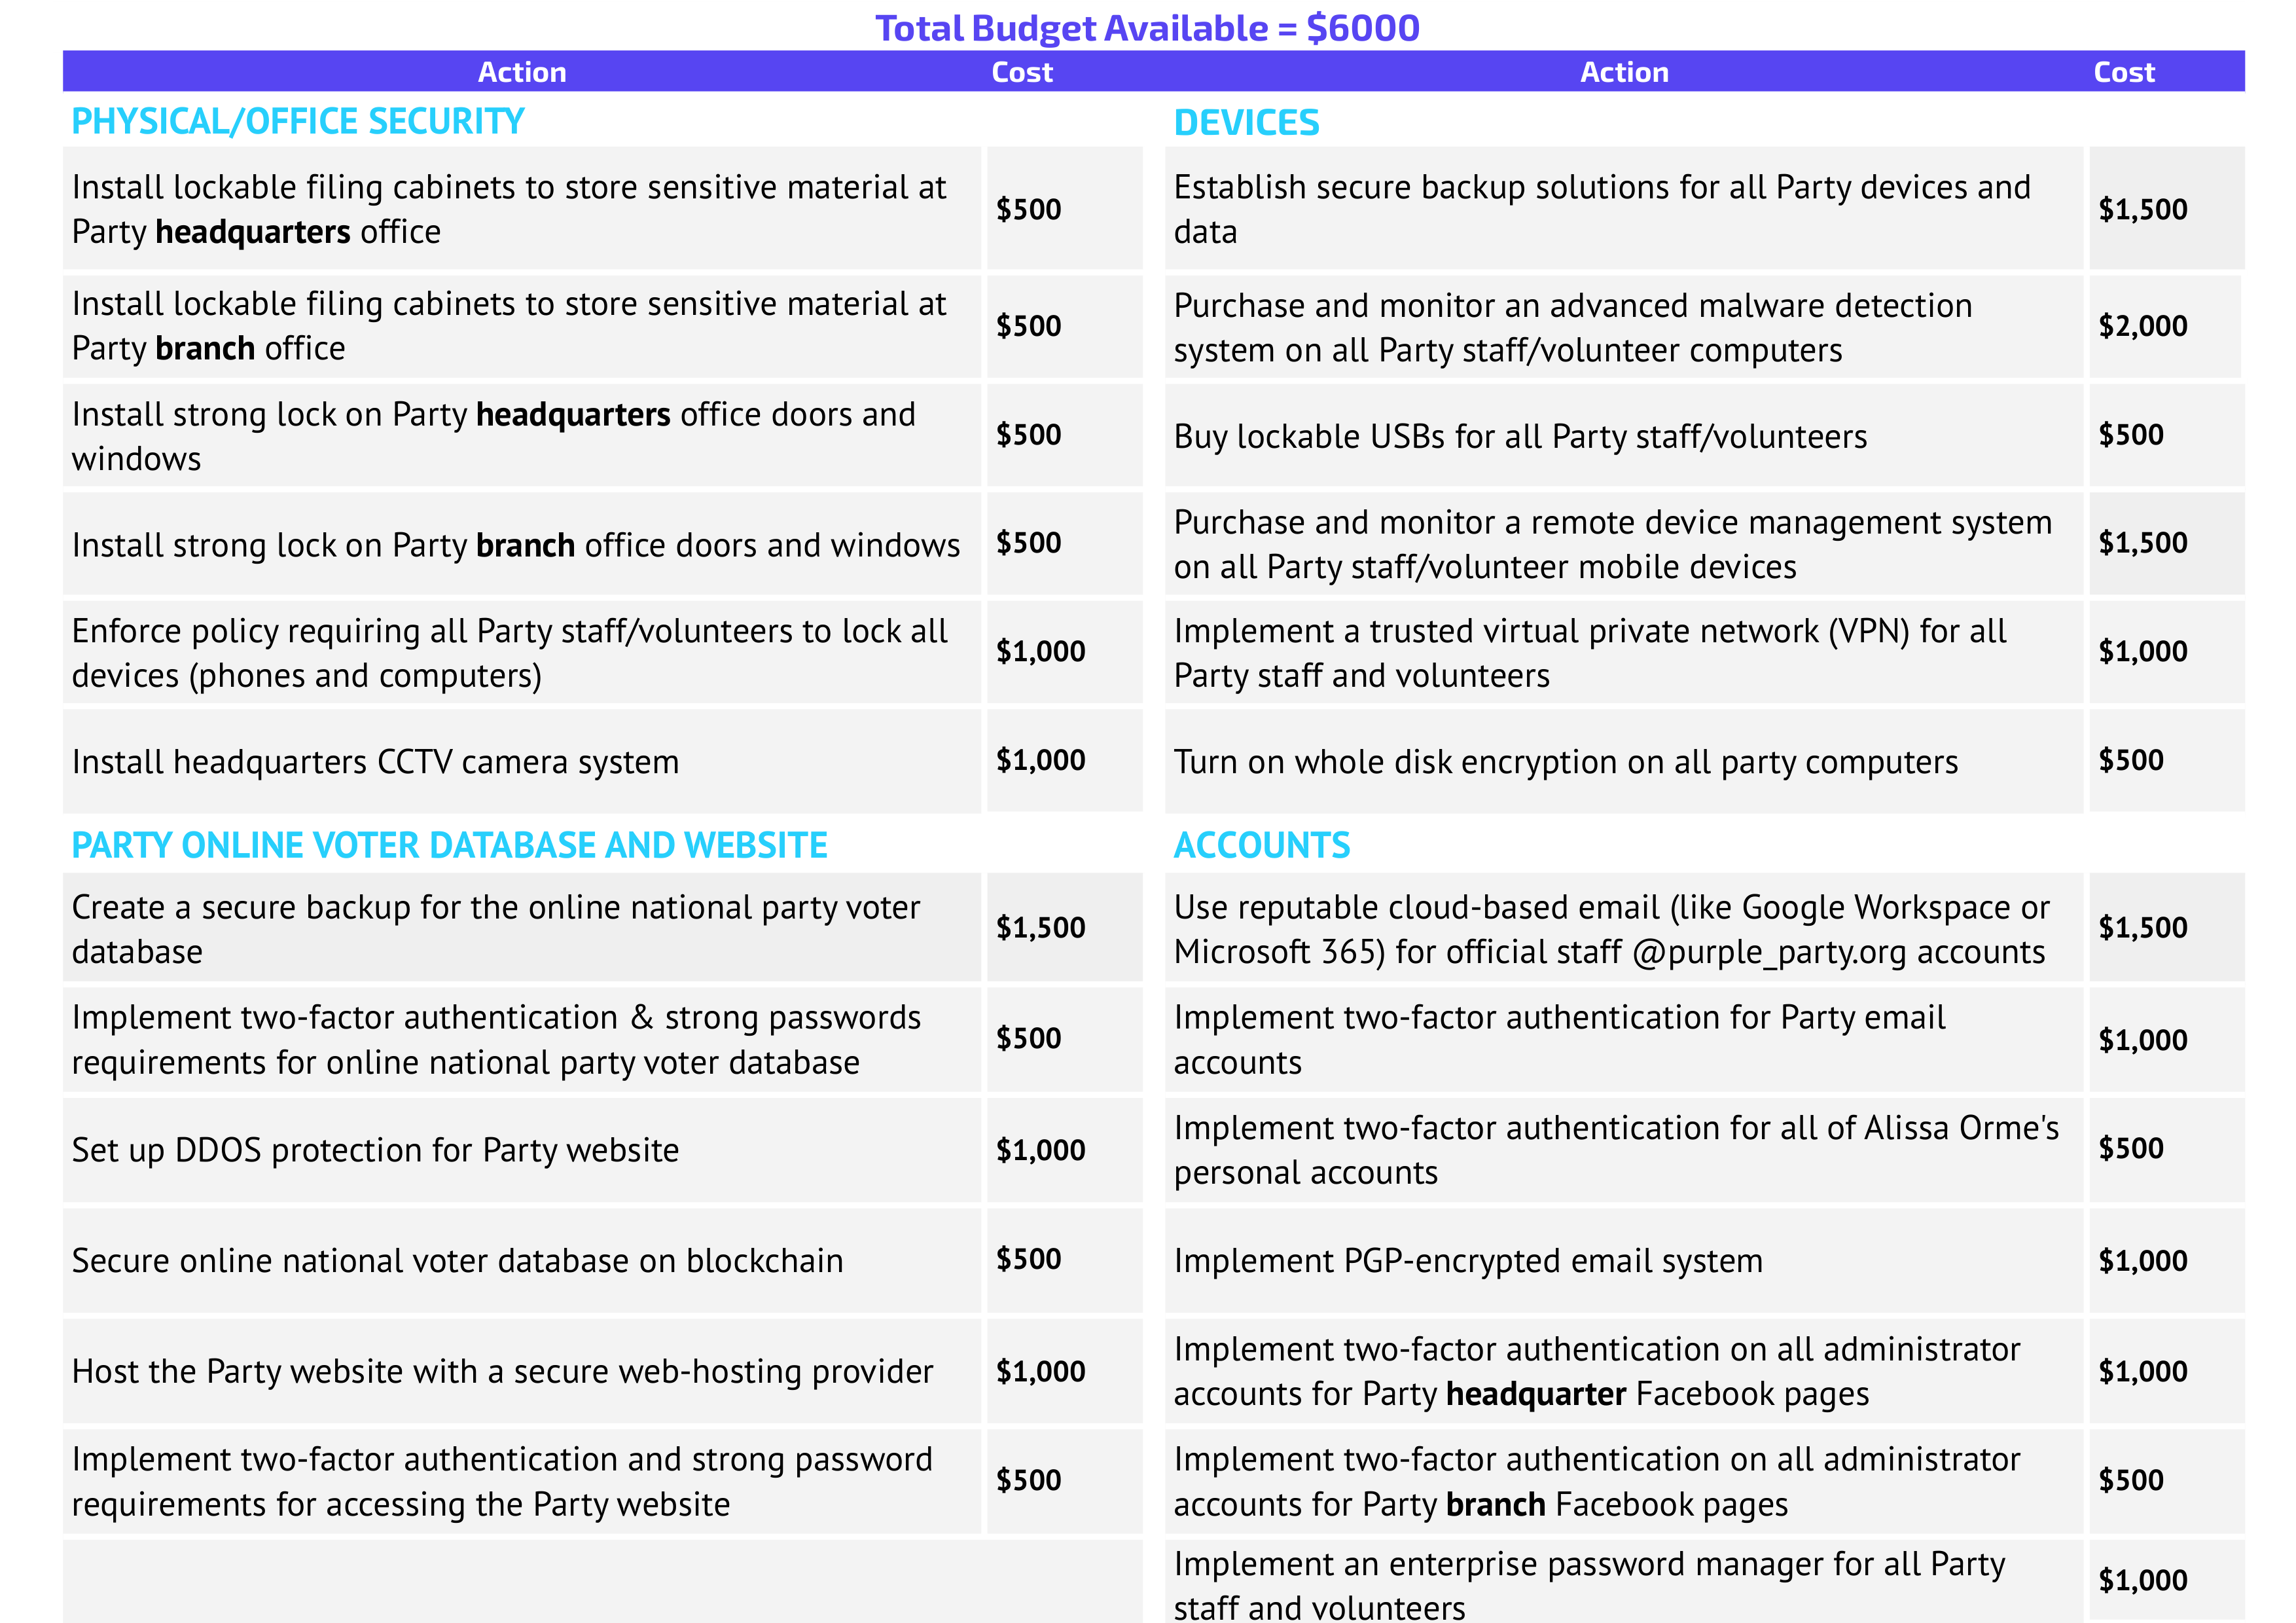 Total Budget Available = $6000
Action Cost Action Cost
PHYSICAL/OFFICE SECURITY
Install lockable filing cabinets to store sensitive material at
Party headquarters office
$500
Install lockable filing cabinets to store sensitive material at
Party branch office
$500
Install strong lock on Party headquarters office doors and
windows
$500
Install strong lock on Party branch office doors and windows
$500
Enforce policy requiring all Party staff/volunteers to lock all
devices (phones and computers)
$1,000
Install headquarters CCTV camera system
$1,000
DEVICES
Establish secure backup solutions for all Party devices and
data
$1,500
Purchase and monitor an advanced malware detection
system on all Party staff/volunteer computers
$2,000
Buy lockable USBs for all Party staff/volunteers
$500
Purchase and monitor a remote device management system
on all Party staff/volunteer mobile devices
$1,500
Implement a trusted virtual private network (VPN) for all
Party staff and volunteers
$1,000
Turn on whole disk encryption on all party computers
$500
PARTY ONLINE VOTER DATABASE AND WEBSITE
Create a secure backup for the online national party voter
database
$1,500
Implement two-factor authentication & strong passwords
requirements for online national party voter database
$500
Set up DDOS protection for Party website
$1,000
Secure online national voter database on blockchain
$500
Host the Party website with a secure web-hosting provider
$1,000
Implement two-factor authentication and strong password
requirements for accessing the Party website
$500
ACCOUNTS
Use reputable cloud-based email (like Google Workspace or
Microsoft 365) for official staff @purple_party.org accounts
$1,500
Implement two-factor authentication for Party email
accounts
$1,000
Implement two-factor authentication for all of Alissa Orme's
personal accounts
$500
Implement PGP-encrypted email system
$1,000
Implement two-factor authentication on all administrator
accounts for Party headquarter Facebook pages
$1,000
Implement two-factor authentication on all administrator
accounts for Party branch Facebook pages
$500
Implement an enterprise password manager for all Party
staff and volunteers
$1,000